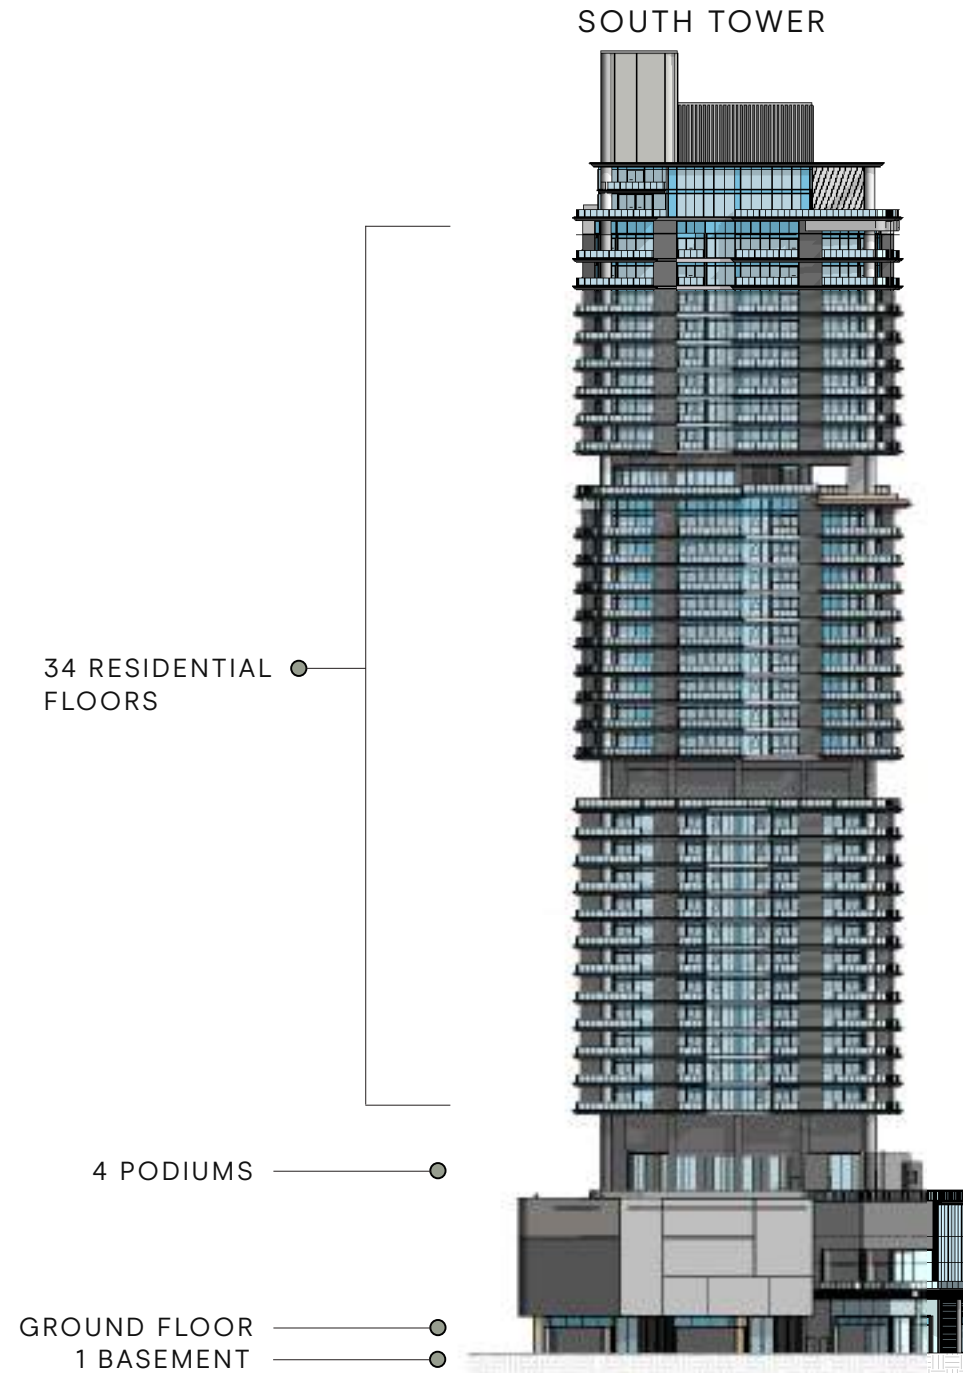 SOUTH TOWER
34 RESIDENTIAL
FLOORS
4 PODIUMS
GROUND FLOOR
1 BASEMENT